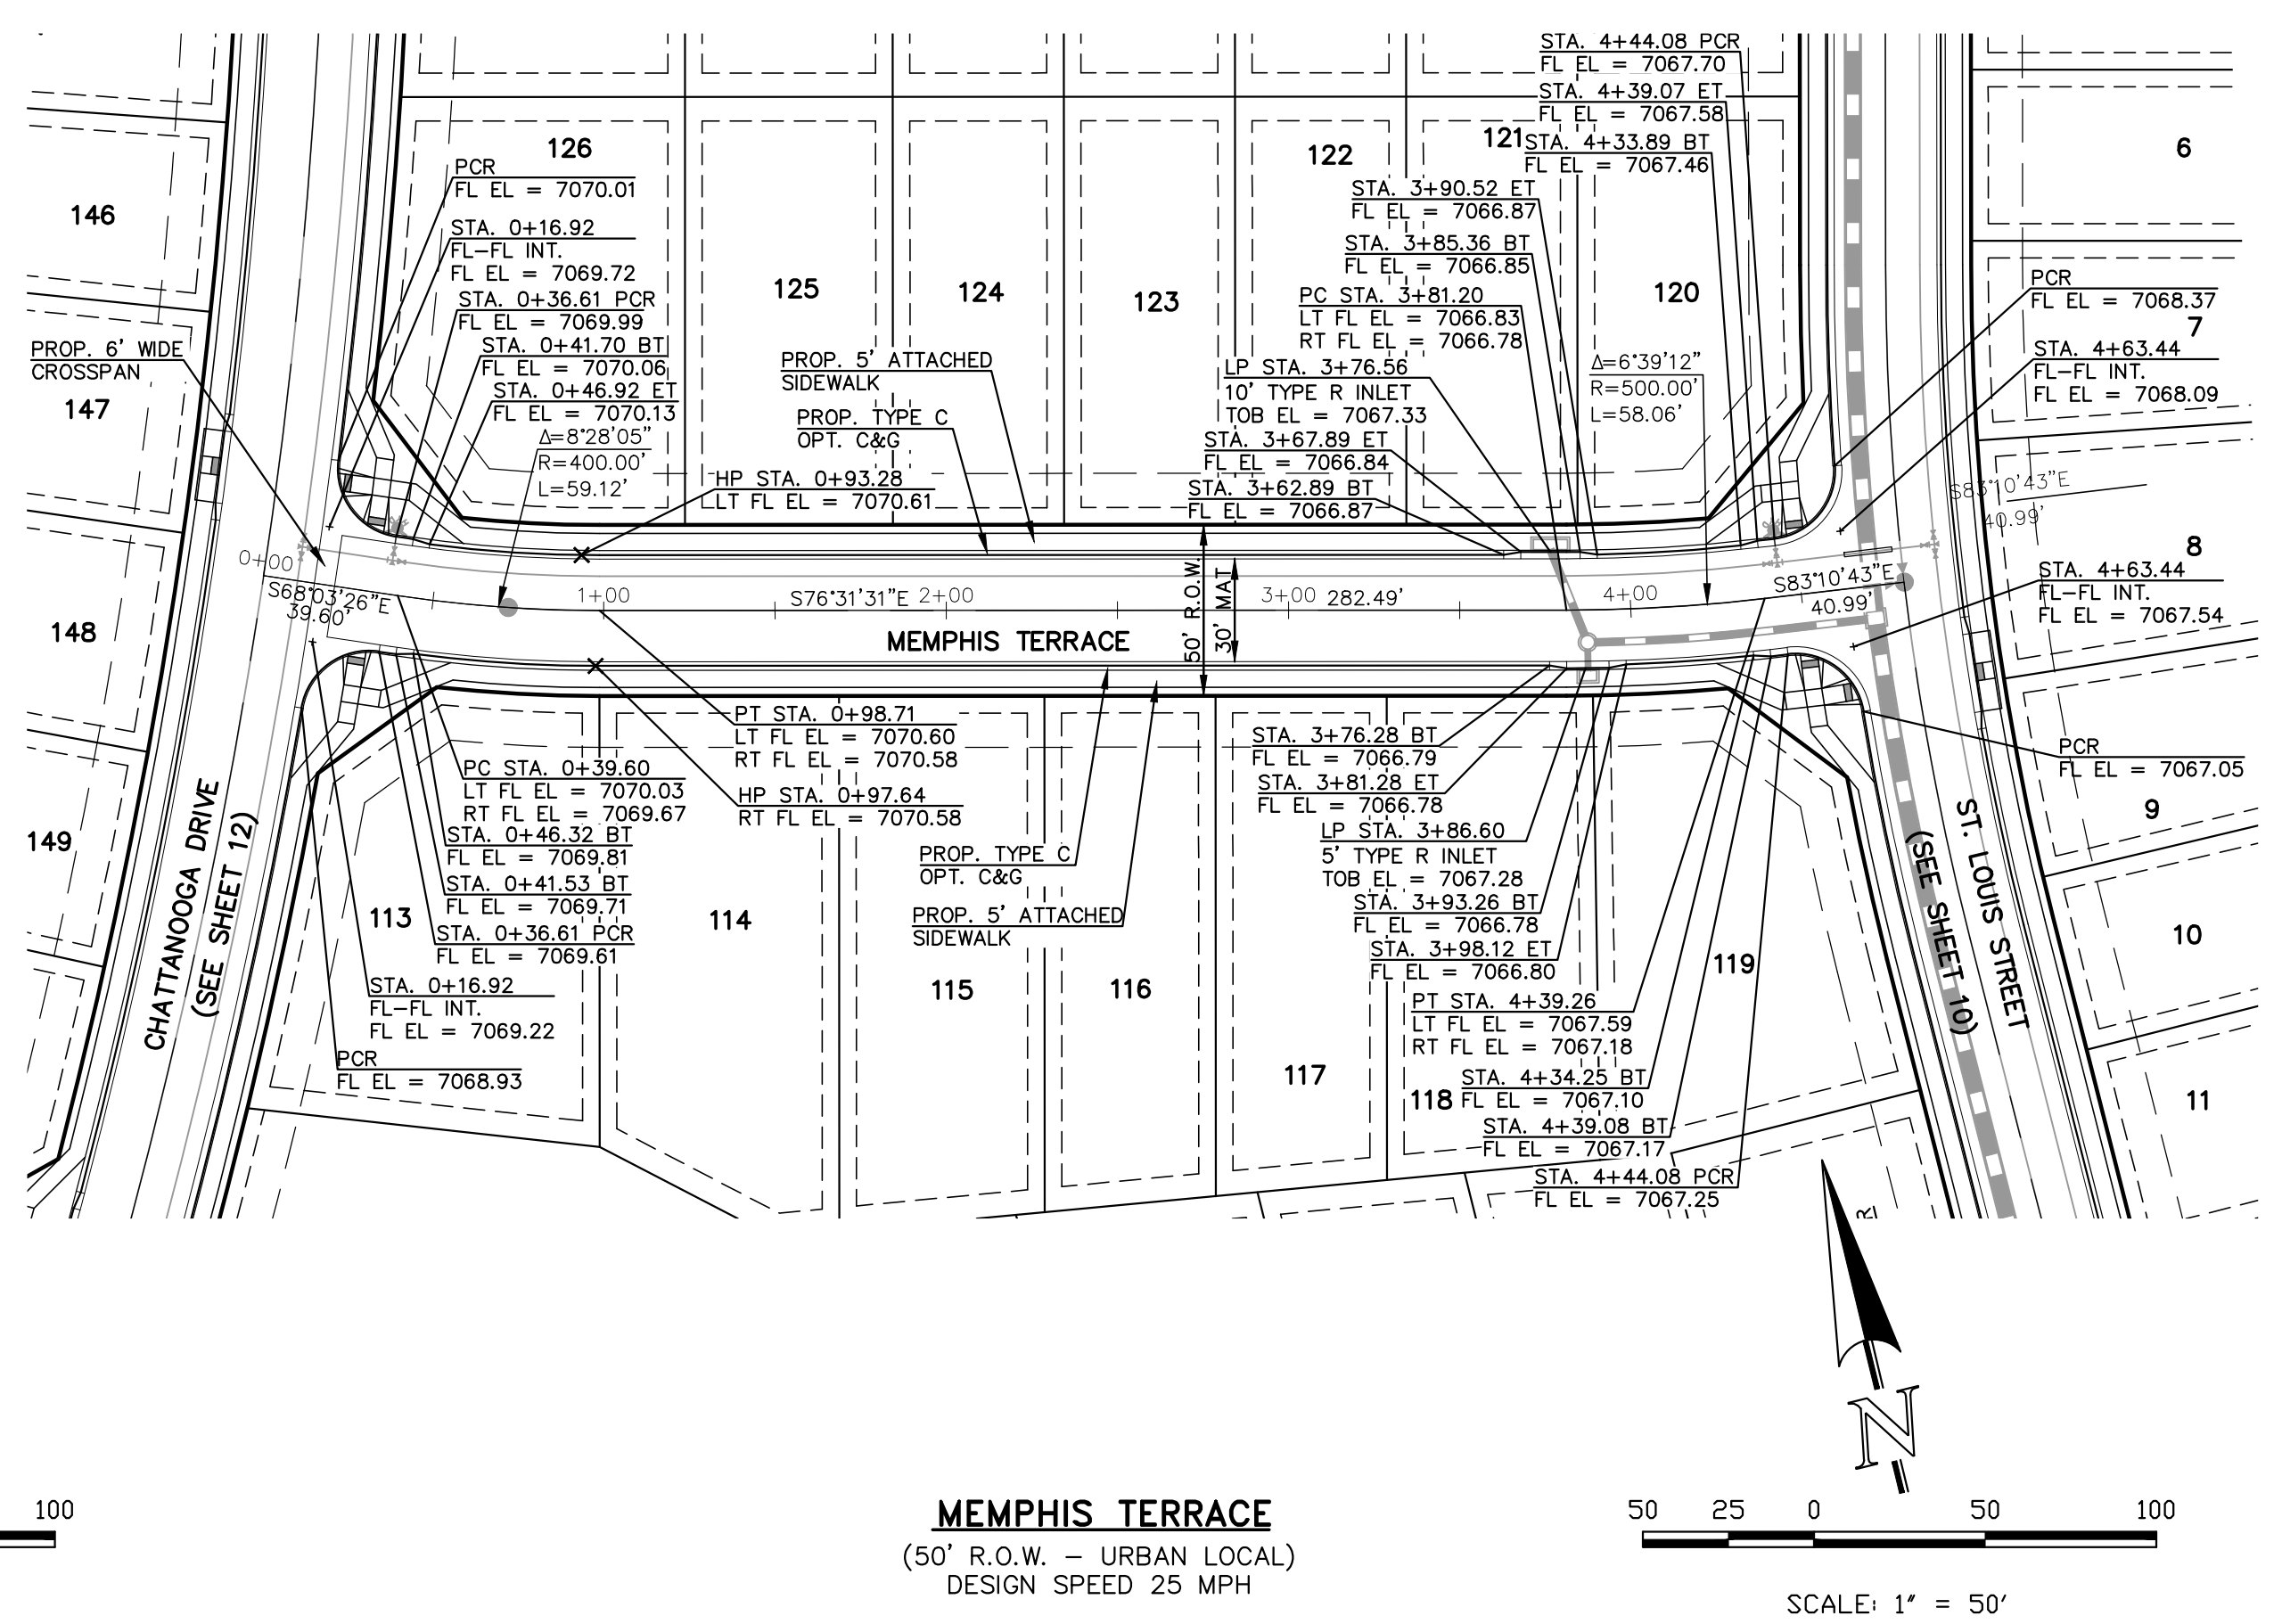 STA. 4+44.08 PCR
FL EL = 7067.70
STA. 4+39.07 ET
FL EL = 7067.58
STA. 4+33.89 BT
FL EL = 7067.46
STA. 3+90.52 ET
FL EL = 7066.87
STA. 3+85.36 BT
FL EL = 7066.85
PC STA. 3+81.20
LT FL EL = 7066.83
RT FL EL = 7066.78
LP STA. 3+76.56
10' TYPE R INLET
TOB EL = 7067.33
STA. 3+67.89 ET
FL EL = 7066.84
STA. 3+62.89 BT
FL EL = 7066.87
Δ=6°39'12"
R=500.00'
L=58.06'
126
125
124
123
122
121
120
146
147
148
149
6
7
8
9
10
11
PCR
FL EL = 7070.01
STA. 0+16.92
FL-FL INT.
FL EL = 7069.72
STA. 0+36.61 PCR
FL EL = 7069.99
STA. 0+41.70 BT
FL EL = 7070.06
STA. 0+46.92 ET
FL EL = 7070.13
Δ=8°28'05"
R=400.00'
L=59.12'
PROP. 6' WIDE
CROSSPAN
PROP. 5' ATTACHED
SIDEWALK
PROP. TYPE C
OPT. C&G
HP STA. 0+93.28
LT FL EL = 7070.61
PCR
FL EL = 7068.37
STA. 4+63.44
FL-FL INT.
FL EL = 7068.09
S83°10'43"E
40.99'
STA. 4+63.44
FL-FL INT.
FL EL = 7067.54
0+00
S68°03'26"E
39.60'
1+00
S76°31'31"E
2+00
3+00
282.49'
4+00
S83°10'43"E
40.99'
MEMPHIS TERRACE
50' R.O.W.
30' MAT
PT STA. 0+98.71
LT FL EL = 7070.60
RT FL EL = 7070.58
PC STA. 0+39.60
LT FL EL = 7070.03
RT FL EL = 7069.67
HP STA. 0+97.64
RT FL EL = 7070.58
STA. 0+46.32 BT
FL EL = 7069.81
STA. 0+41.53 BT
FL EL = 7069.71
STA. 0+36.61 PCR
FL EL = 7069.61
STA. 0+16.92
FL-FL INT.
FL EL = 7069.22
PCR
FL EL = 7068.93
CHATTANOOGA DRIVE
(SEE SHEET 12)
113
114
115
116
117
118
119
PROP. TYPE C
OPT. C&G
PROP. 5' ATTACHED
SIDEWALK
STA. 3+76.28 BT
FL EL = 7066.79
STA. 3+81.28 ET
FL EL = 7066.78
LP STA. 3+86.60
5' TYPE R INLET
TOB EL = 7067.28
STA. 3+93.26 BT
FL EL = 7066.78
STA. 3+98.12 ET
FL EL = 7066.80
PT STA. 4+39.26
LT FL EL = 7067.59
RT FL EL = 7067.18
STA. 4+34.25 BT
FL EL = 7067.10
STA. 4+39.08 BT
FL EL = 7067.17
STA. 4+44.08 PCR
FL EL = 7067.25
PCR
FL EL = 7067.05
ST. LOUIS STREET
(SEE SHEET 10)
N
100
MEMPHIS TERRACE
(50' R.O.W. – URBAN LOCAL)
DESIGN SPEED 25 MPH
50 25 0 50 100
SCALE: 1" = 50'